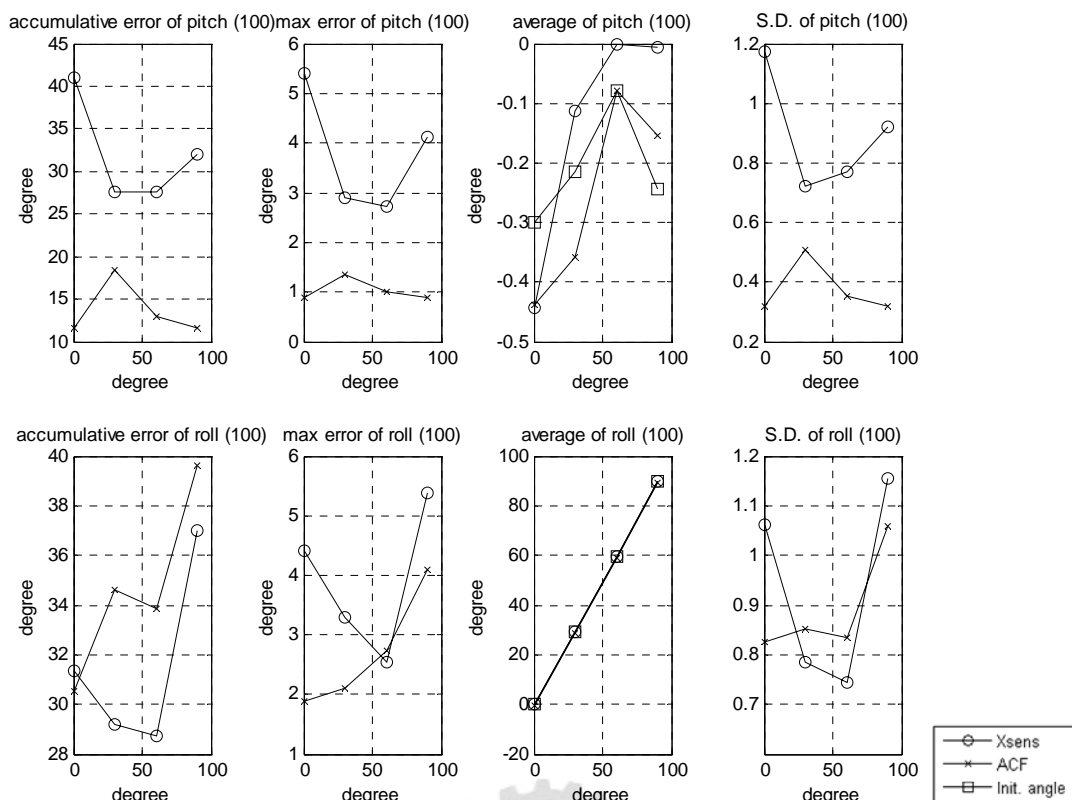 accumulative error of pitch (100)
max error of pitch (100)
average of pitch (100)
S.D. of pitch (100)
45
40
35
30
25
20
15
10
degree
0 50 100
degree
6
5
4
3
2
1
0
degree
0 50 100
degree
0
-0.1
-0.2
-0.3
-0.4
-0.5
degree
0 50 100
degree
1.2
1
0.8
0.6
0.4
0.2
degree
0 50 100
degree
accumulative error of roll (100)
max error of roll (100)
average of roll (100)
S.D. of roll (100)
40
38
36
34
32
30
28
degree
0 50 100
degree
6
5
4
3
2
1
degree
0 50 100
degree
100
80
60
40
20
0
-20
degree
0 50 100
degree
1.2
1.1
1
0.9
0.8
0.7
degree
0 50 100
degree
Xsens
ACF
Init. angle